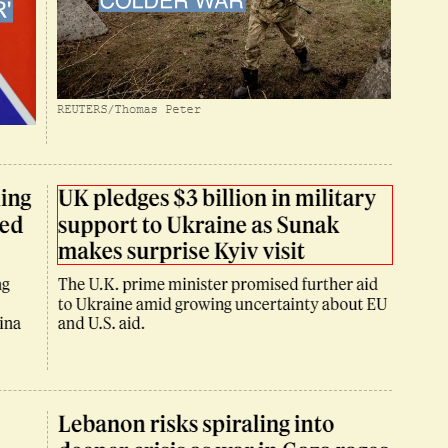 COLDER WAR
REUTERS/Thomas Peter
ing
ed
UK pledges $3 billion in military
support to Ukraine as Sunak
makes surprise Kyiv visit
g
ina
The U.K. prime minister promised further aid
to Ukraine amid growing uncertainty about EU
and U.S. aid.
Lebanon risks spiraling into